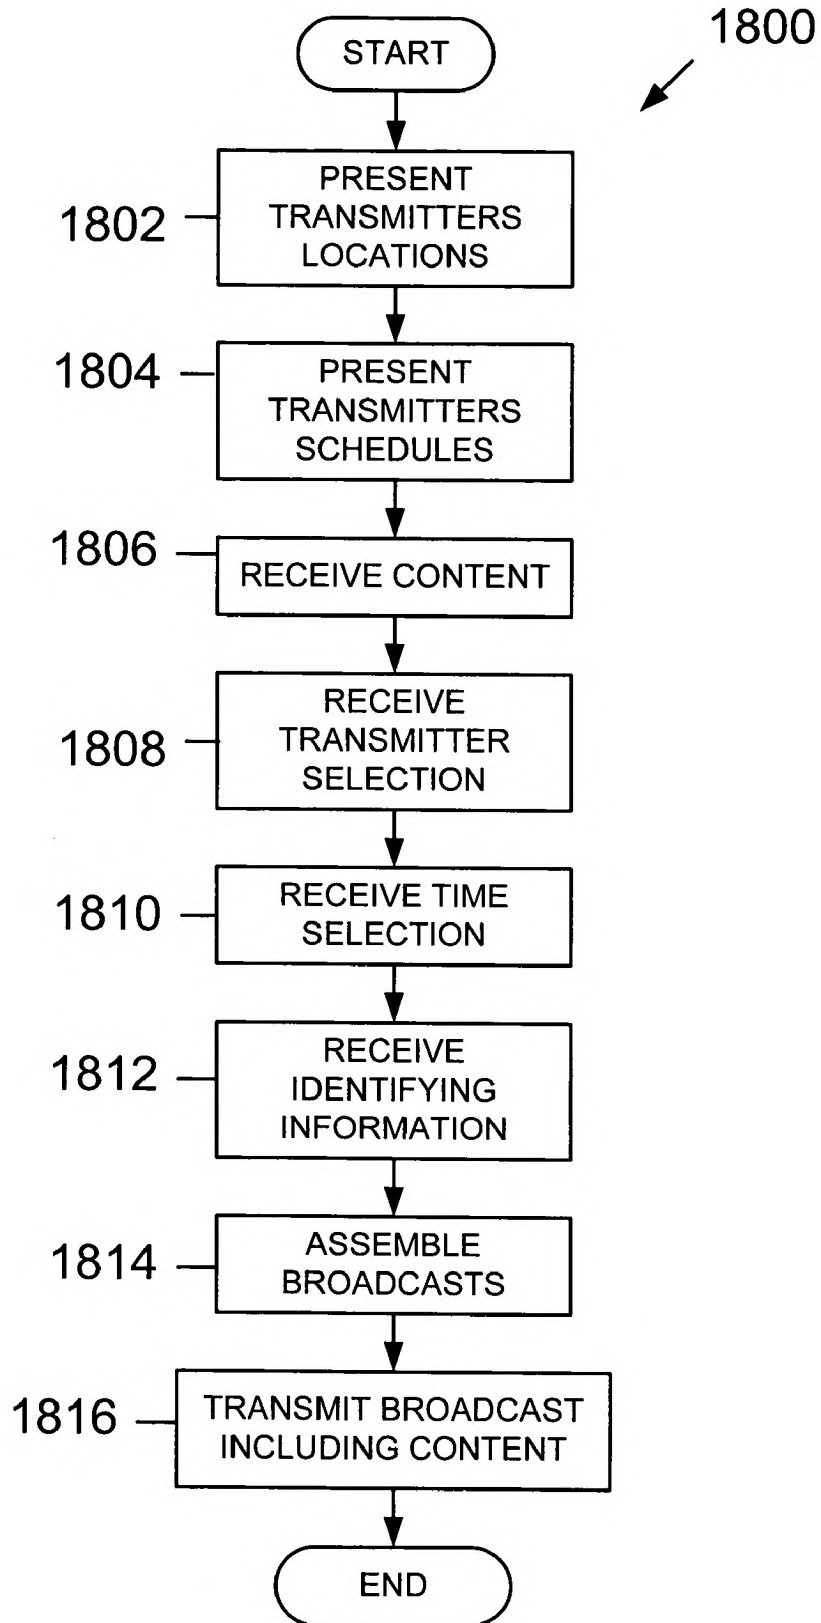 1800
START
1802
PRESENT
TRANSMITTERS
LOCATIONS
1804
PRESENT
TRANSMITTERS
SCHEDULES
1806
RECEIVE CONTENT
1808
RECEIVE
TRANSMITTER
SELECTION
1810
RECEIVE TIME
SELECTION
1812
RECEIVE
IDENTIFYING
INFORMATION
1814
ASSEMBLE
BROADCASTS
1816
TRANSMIT BROADCAST
INCLUDING CONTENT
END